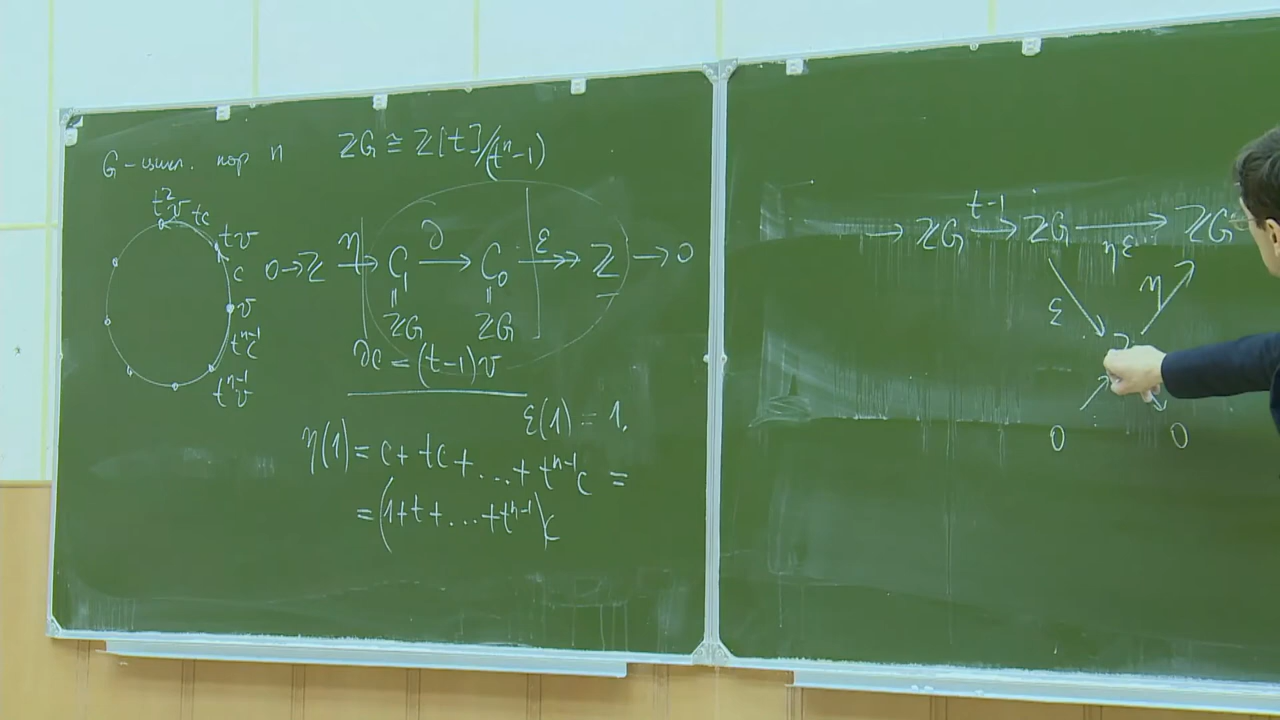 G – цикл. пор n
ZG ≅ Z[t]/(tⁿ–1)
t²v
tc
tv
c
v
tⁿ⁻¹c
tⁿ⁻¹v
0 → Z →^η C₁ →^∂ C₀ →^ε Z → 0
॥ ॥
ZG ZG
∂c = (t–1)v
ε(1) = 1.
η(1) = c + tc + ... + tⁿ⁻¹c =
= (1 + t + ... + tⁿ⁻¹)c
→ ZG →^{t-1} ZG →^{ηε} ZG
ε η
0 0